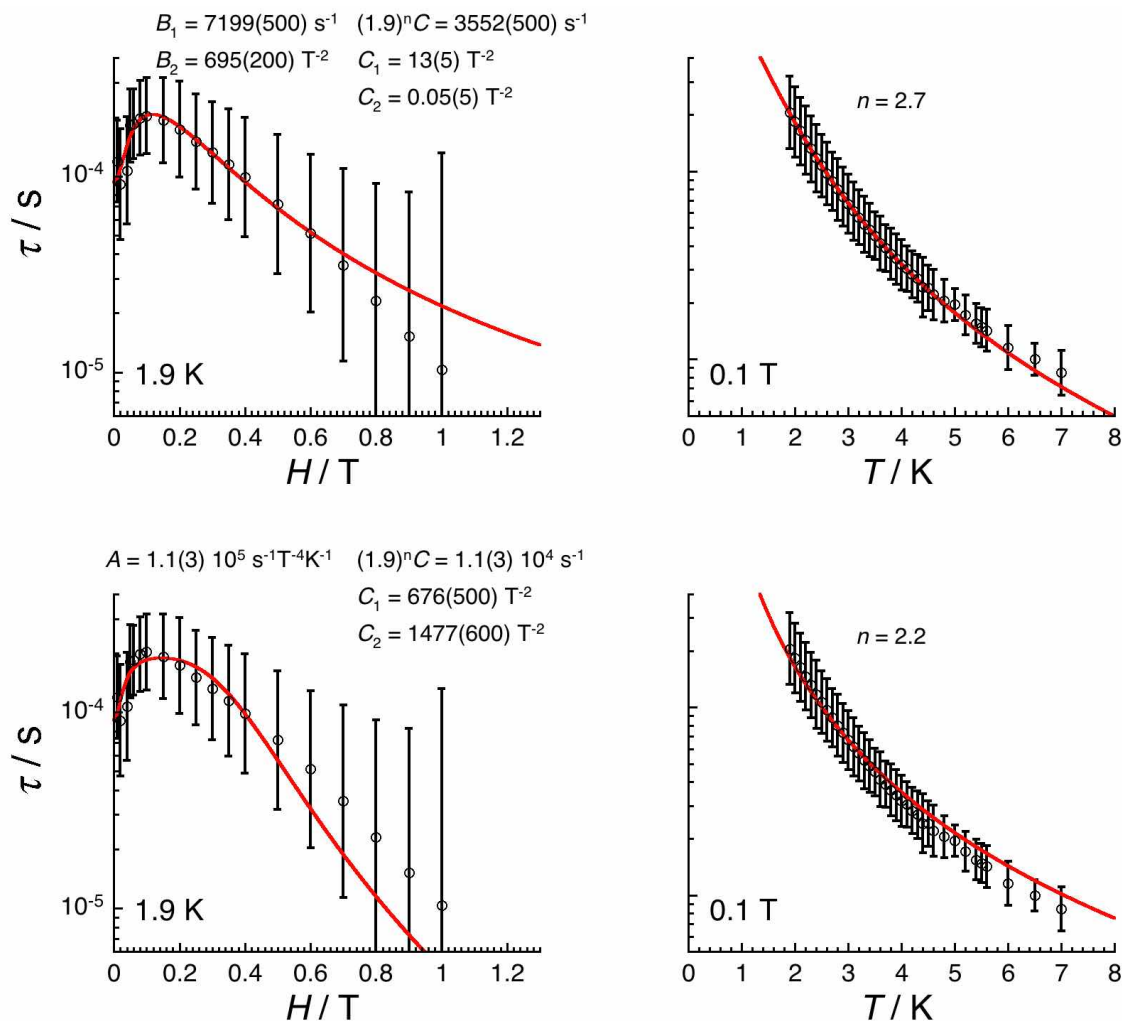 B₁ = 7199(500) s⁻¹ (1.9)ⁿC = 3552(500) s⁻¹
B₂ = 695(200) T⁻² C₁ = 13(5) T⁻²
C₂ = 0.05(5) T⁻²
n = 2.7
10⁻⁴
τ / s
10⁻⁵
1.9 K
0.1 T
0 0.2 0.4 0.6 0.8 1 1.2
0 1 2 3 4 5 6 7 8
H / T
T / K
A = 1.1(3) 10⁵ s⁻¹T⁻⁴K⁻¹ (1.9)ⁿC = 1.1(3) 10⁴ s⁻¹
C₁ = 676(500) T⁻²
C₂ = 1477(600) T⁻²
n = 2.2
10⁻⁴
τ / s
10⁻⁵
1.9 K
0.1 T
0 0.2 0.4 0.6 0.8 1 1.2
0 1 2 3 4 5 6 7 8
H / T
T / K